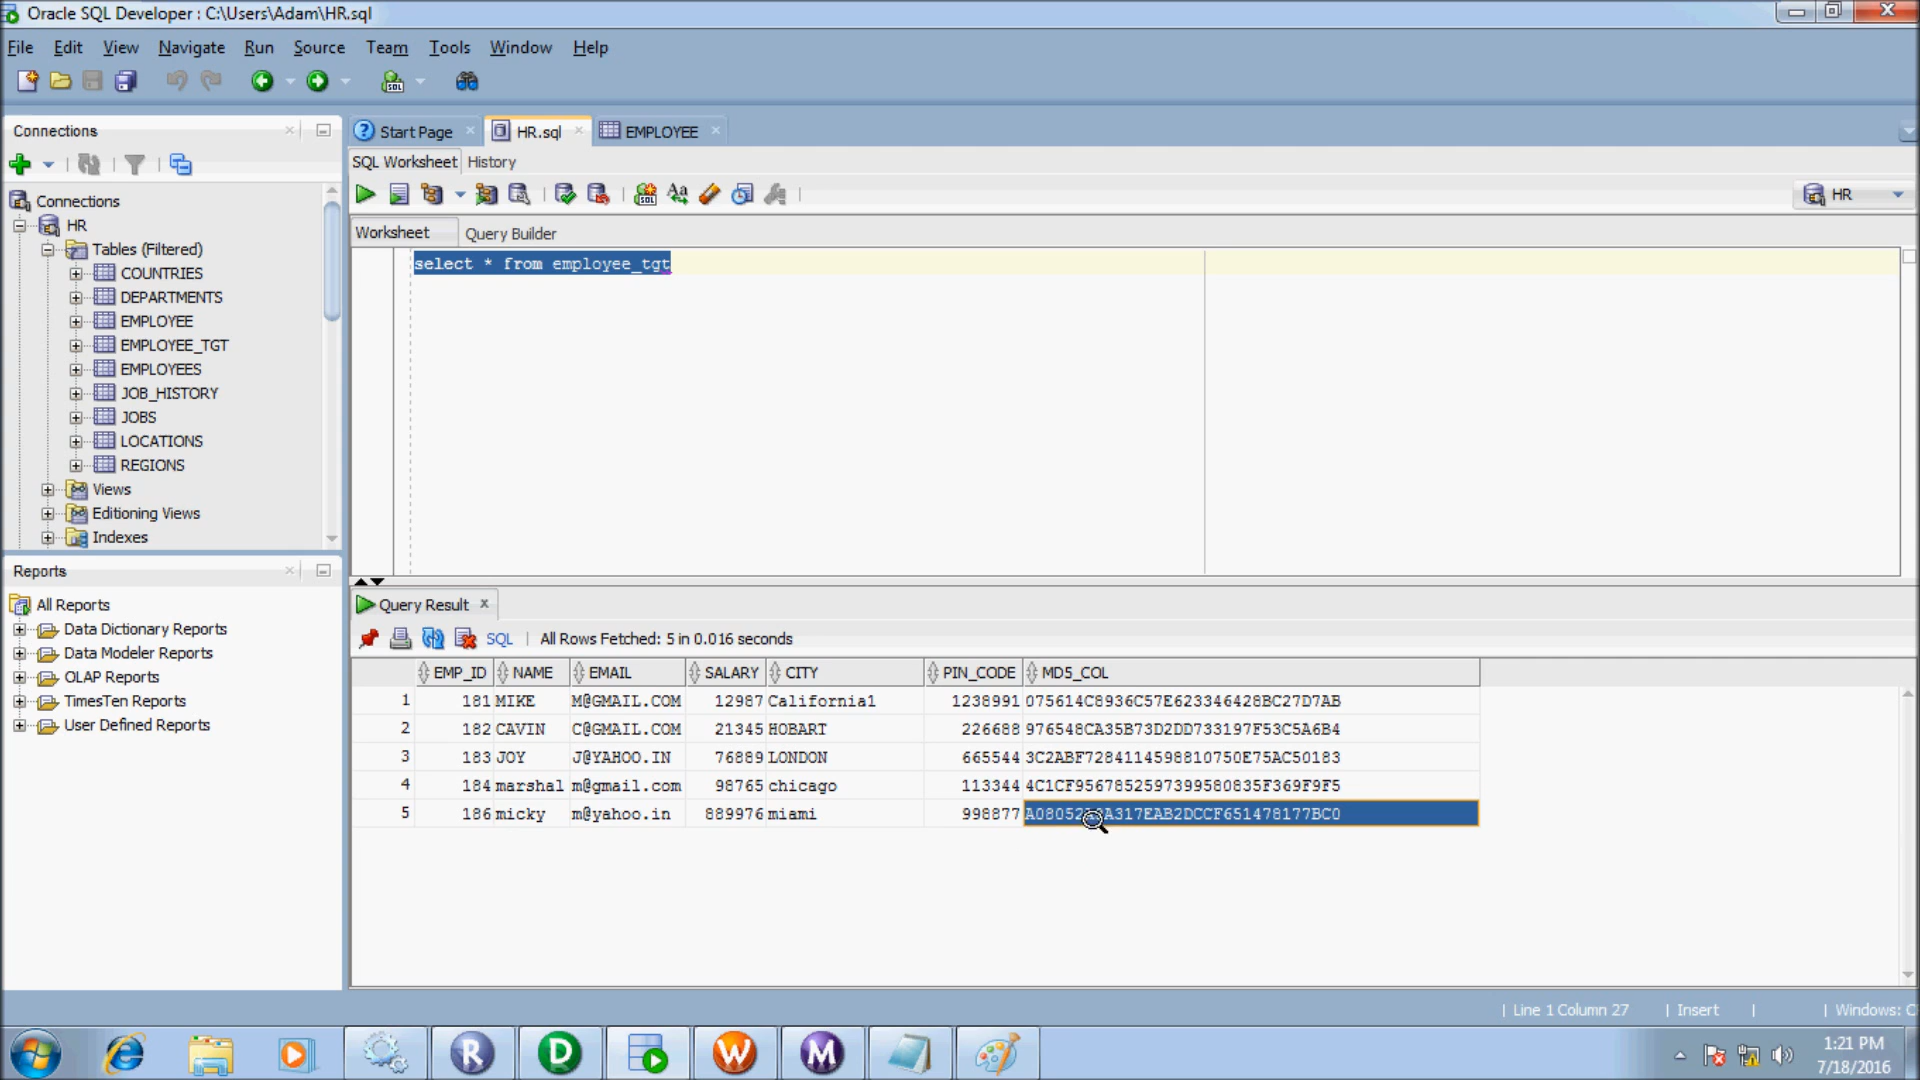 Oracle SQL Developer : C:\Users\Adam\HR.sql
File Edit View Navigate Run Source Team Tools Window Help
Connections
Start Page HR.sql EMPLOYEE
SQL Worksheet History
HR
Worksheet Query Builder
select * from employee_tgt
Connections
HR
Tables (Filtered)
COUNTRIES
DEPARTMENTS
EMPLOYEE
EMPLOYEE_TGT
EMPLOYEES
JOB_HISTORY
JOBS
LOCATIONS
REGIONS
Views
Editioning Views
Indexes
Reports
All Reports
Data Dictionary Reports
Data Modeler Reports
OLAP Reports
TimesTen Reports
User Defined Reports
Query Result
SQL | All Rows Fetched: 5 in 0.016 seconds
EMP_ID NAME EMAIL SALARY CITY PIN_CODE MD5_COL
1 181 MIKE M@GMAIL.COM 12987 California1 1238991 075614C8936C57E623346428BC27D7AB
2 182 CAVIN C@GMAIL.COM 21345 HOBART 226688 976548CA35B73D2DD733197F53C5A6B4
3 183 JOY J@YAHOO.IN 76889 LONDON 665544 3C2ABF7284114598810750E75AC50183
4 184 marshal m@gmail.com 98765 chicago 113344 4C1CF9567852597399580835F369F9F5
5 186 micky m@yahoo.in 889976 miami 998877
Line 1 Column 27 | Insert | Windows: C
R D W M
1:21 PM
7/18/2016